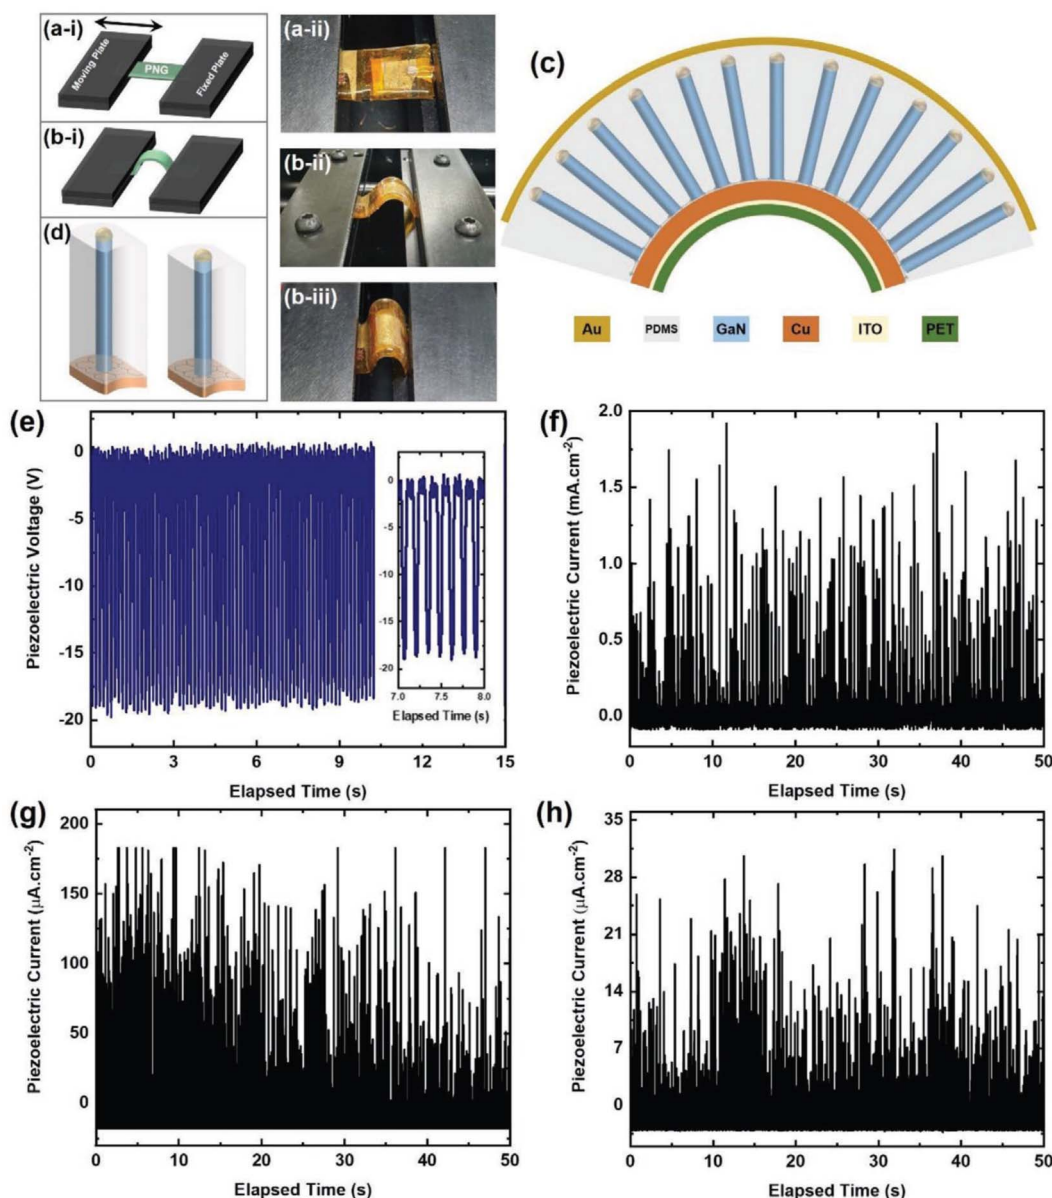 (a-i)
Moving Plate
PNG
Fixed Plate
(a-ii)
(b-i)
(b-ii)
(b-iii)
(c)
Au PDMS GaN Cu ITO PET
(d)
(e)
Piezoelectric Voltage (V)
0
-5
-10
-15
-20
0 3 6 9 12 15
Elapsed Time (s)
0
-5
-10
-15
-20
7.0 7.5 8.0
Elapsed Time (s)
(f)
Piezoelectric Current (mA.cm⁻²)
2.0
1.5
1.0
0.5
0.0
0 10 20 30 40 50
Elapsed Time (s)
(g)
Piezoelectric Current (μA.cm⁻²)
200
150
100
50
0
0 10 20 30 40 50
Elapsed Time (s)
(h)
Piezoelectric Current (μA.cm⁻²)
35
28
21
14
7
0
0 10 20 30 40 50
Elapsed Time (s)